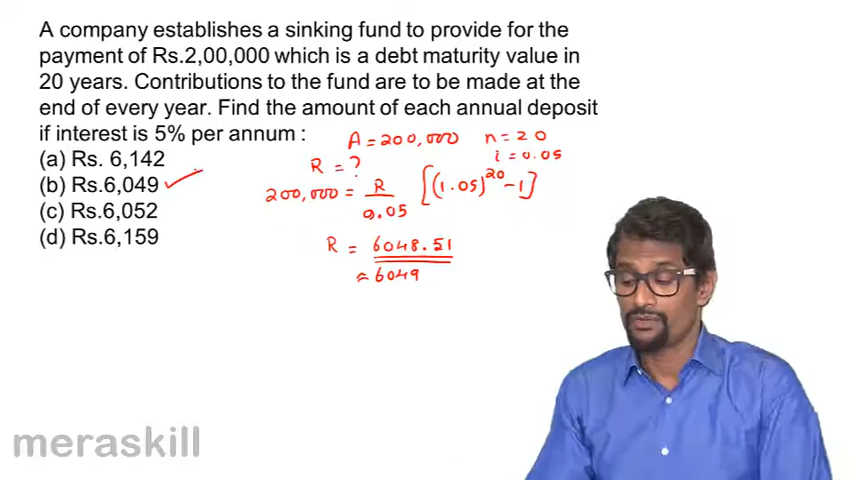 A company establishes a sinking fund to provide for the
payment of Rs.2,00,000 which is a debt maturity value in
20 years. Contributions to the fund are to be made at the
end of every year. Find the amount of each annual deposit
if interest is 5% per annum :
A = 200,000 n = 20
i = 0.05
(a) Rs. 6,142
R = ?
(b) Rs.6,049
200,000 = R/0.05 [(1.05)^20 - 1]
(c) Rs.6,052
(d) Rs.6,159
R = 6048.51
≈ 6049
meraskill